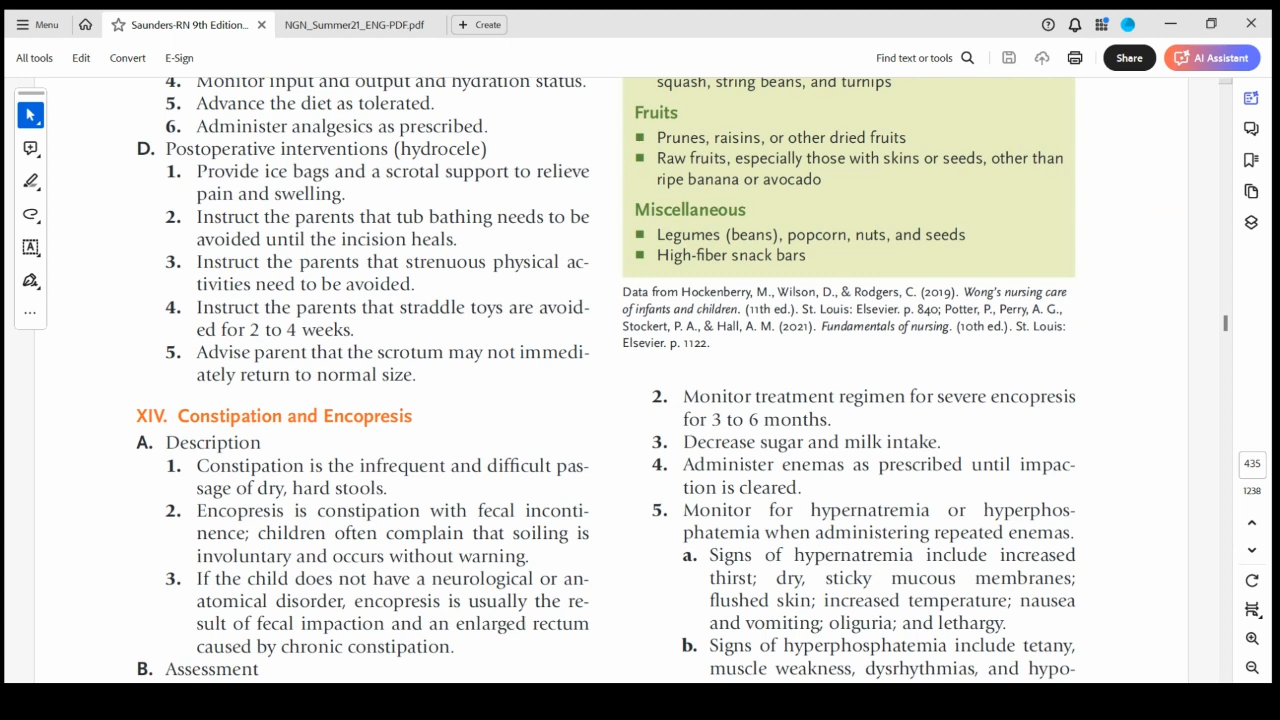 Menu
Saunders-RN 9th Edition...
NGN_Summer21_ENG-PDF.pdf
Create
All tools
Edit
Convert
E-Sign
Find text or tools
Share
AI Assistant
4. Monitor input and output and hydration status.
5. Advance the diet as tolerated.
6. Administer analgesics as prescribed.
D. Postoperative interventions (hydrocele)
1. Provide ice bags and a scrotal support to relieve
pain and swelling.
2. Instruct the parents that tub bathing needs to be
avoided until the incision heals.
3. Instruct the parents that strenuous physical ac-
tivities need to be avoided.
4. Instruct the parents that straddle toys are avoid-
ed for 2 to 4 weeks.
5. Advise parent that the scrotum may not immedi-
ately return to normal size.
XIV. Constipation and Encopresis
A. Description
1. Constipation is the infrequent and difficult pas-
sage of dry, hard stools.
2. Encopresis is constipation with fecal inconti-
nence; children often complain that soiling is
involuntary and occurs without warning.
3. If the child does not have a neurological or an-
atomical disorder, encopresis is usually the re-
sult of fecal impaction and an enlarged rectum
caused by chronic constipation.
B. Assessment
squash, string beans, and turnips
Fruits
■ Prunes, raisins, or other dried fruits
■ Raw fruits, especially those with skins or seeds, other than
ripe banana or avocado
Miscellaneous
■ Legumes (beans), popcorn, nuts, and seeds
■ High-fiber snack bars
Data from Hockenberry, M., Wilson, D., & Rodgers, C. (2019). Wong's nursing care
of infants and children. (11th ed.). St. Louis: Elsevier. p. 840; Potter, P., Perry, A. G.,
Stockert, P. A., & Hall, A. M. (2021). Fundamentals of nursing. (10th ed.). St. Louis:
Elsevier. p. 1122.
2. Monitor treatment regimen for severe encopresis
for 3 to 6 months.
3. Decrease sugar and milk intake.
4. Administer enemas as prescribed until impac-
tion is cleared.
5. Monitor for hypernatremia or hyperphos-
phatemia when administering repeated enemas.
a. Signs of hypernatremia include increased
thirst; dry, sticky mucous membranes;
flushed skin; increased temperature; nausea
and vomiting; oliguria; and lethargy.
b. Signs of hyperphosphatemia include tetany,
muscle weakness, dysrhythmias, and hypo-
435
1238